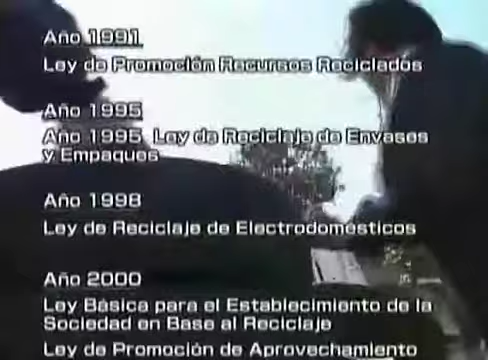 Año 1991
Ley de Promoción Recursos Reciclados
Año 1995
Año 1995 Ley de Reciclaje de Envases
y Empaques
Año 1998
Ley de Reciclaje de Electrodomésticos
Año 2000
Ley Básica para el Establecimiento de la
Sociedad en Base al Reciclaje
Ley de Promoción de Aprovechamiento